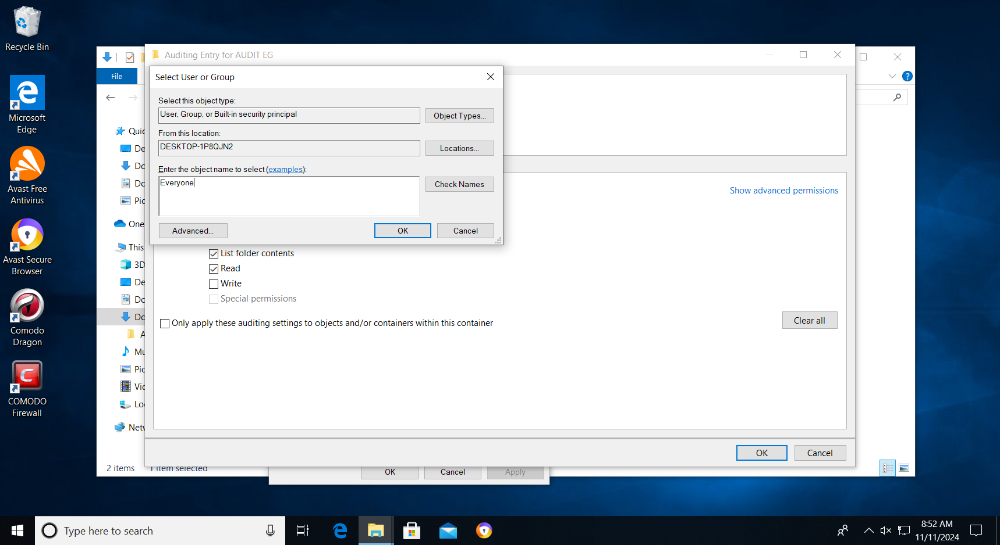 Recycle Bin
Microsoft
Edge
Avast Free
Antivirus
Avast Secure
Browser
Comodo
Dragon
COMODO
Firewall
Auditing Entry for AUDIT EG
File
Select User or Group
Select this object type:
User, Group, or Built-in security principal
Object Types...
From this location:
DESKTOP-1P8QJN2
Locations...
Enter the object name to select (examples):
Everyone
Check Names
Advanced...
OK
Cancel
Show advanced permissions
List folder contents
Read
Write
Special permissions
Only apply these auditing settings to objects and/or containers within this container
Clear all
OK
Cancel
Quic
De
Do
Do
Pic
One
This
3D
De
Do
Do
A
Mu
Pic
Vid
Loc
Netw
2 items
1 item selected
OK
Cancel
Apply
Type here to search
8:52 AM
11/11/2024